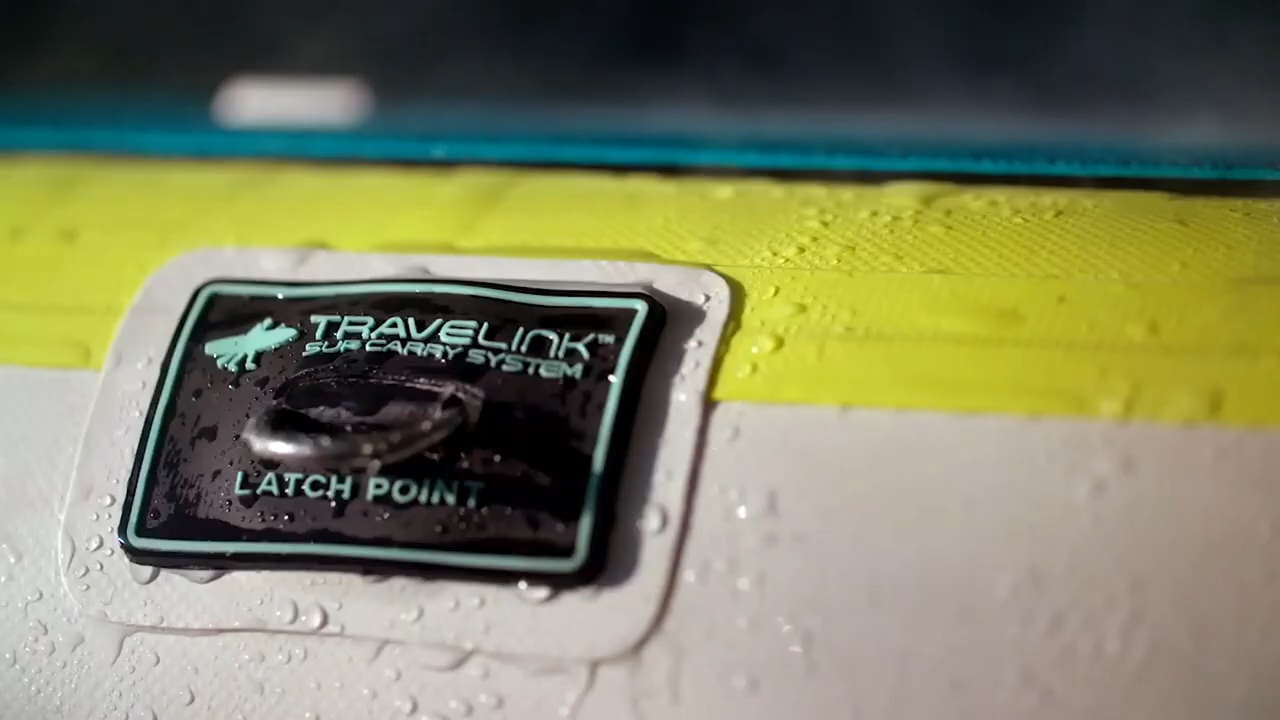 TRAVELINK™
SUP CARRY SYSTEM
LATCH POINT